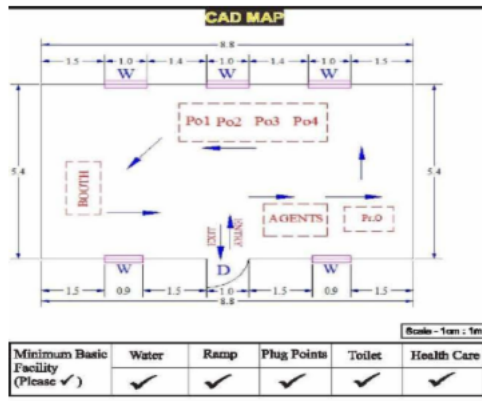 CAD MAP
8.8
1.5 1.0 1.4 1.0 1.4 1.0 1.5
W W W
Po1 Po2 Po3 Po4
5.4 5.4
BOOTH
AGENTS Pr.O
EXIT ENTRY
W D W
1.5 0.9 1.5 1.0 1.5 0.9 1.5
8.8
Scale - 1cm : 1m
Minimum Basic Facility (Please ✓) Water Ramp Plug Points Toilet Health Care
✓ ✓ ✓ ✓ ✓